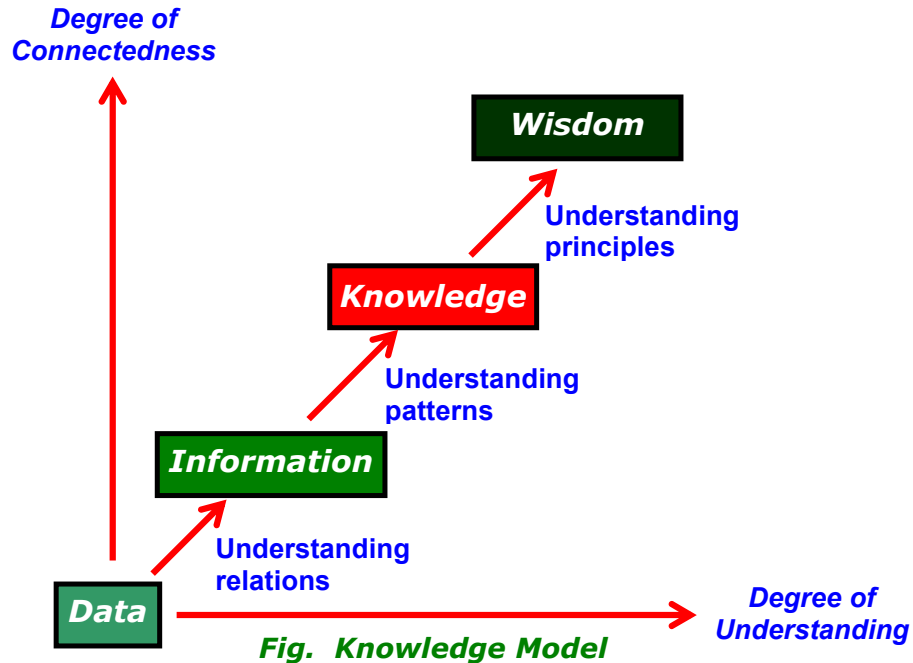 Degree of
Connectedness
Wisdom
Understanding
principles
Knowledge
Understanding
patterns
Information
Understanding
relations
Data
Degree of
Understanding
Fig. Knowledge Model